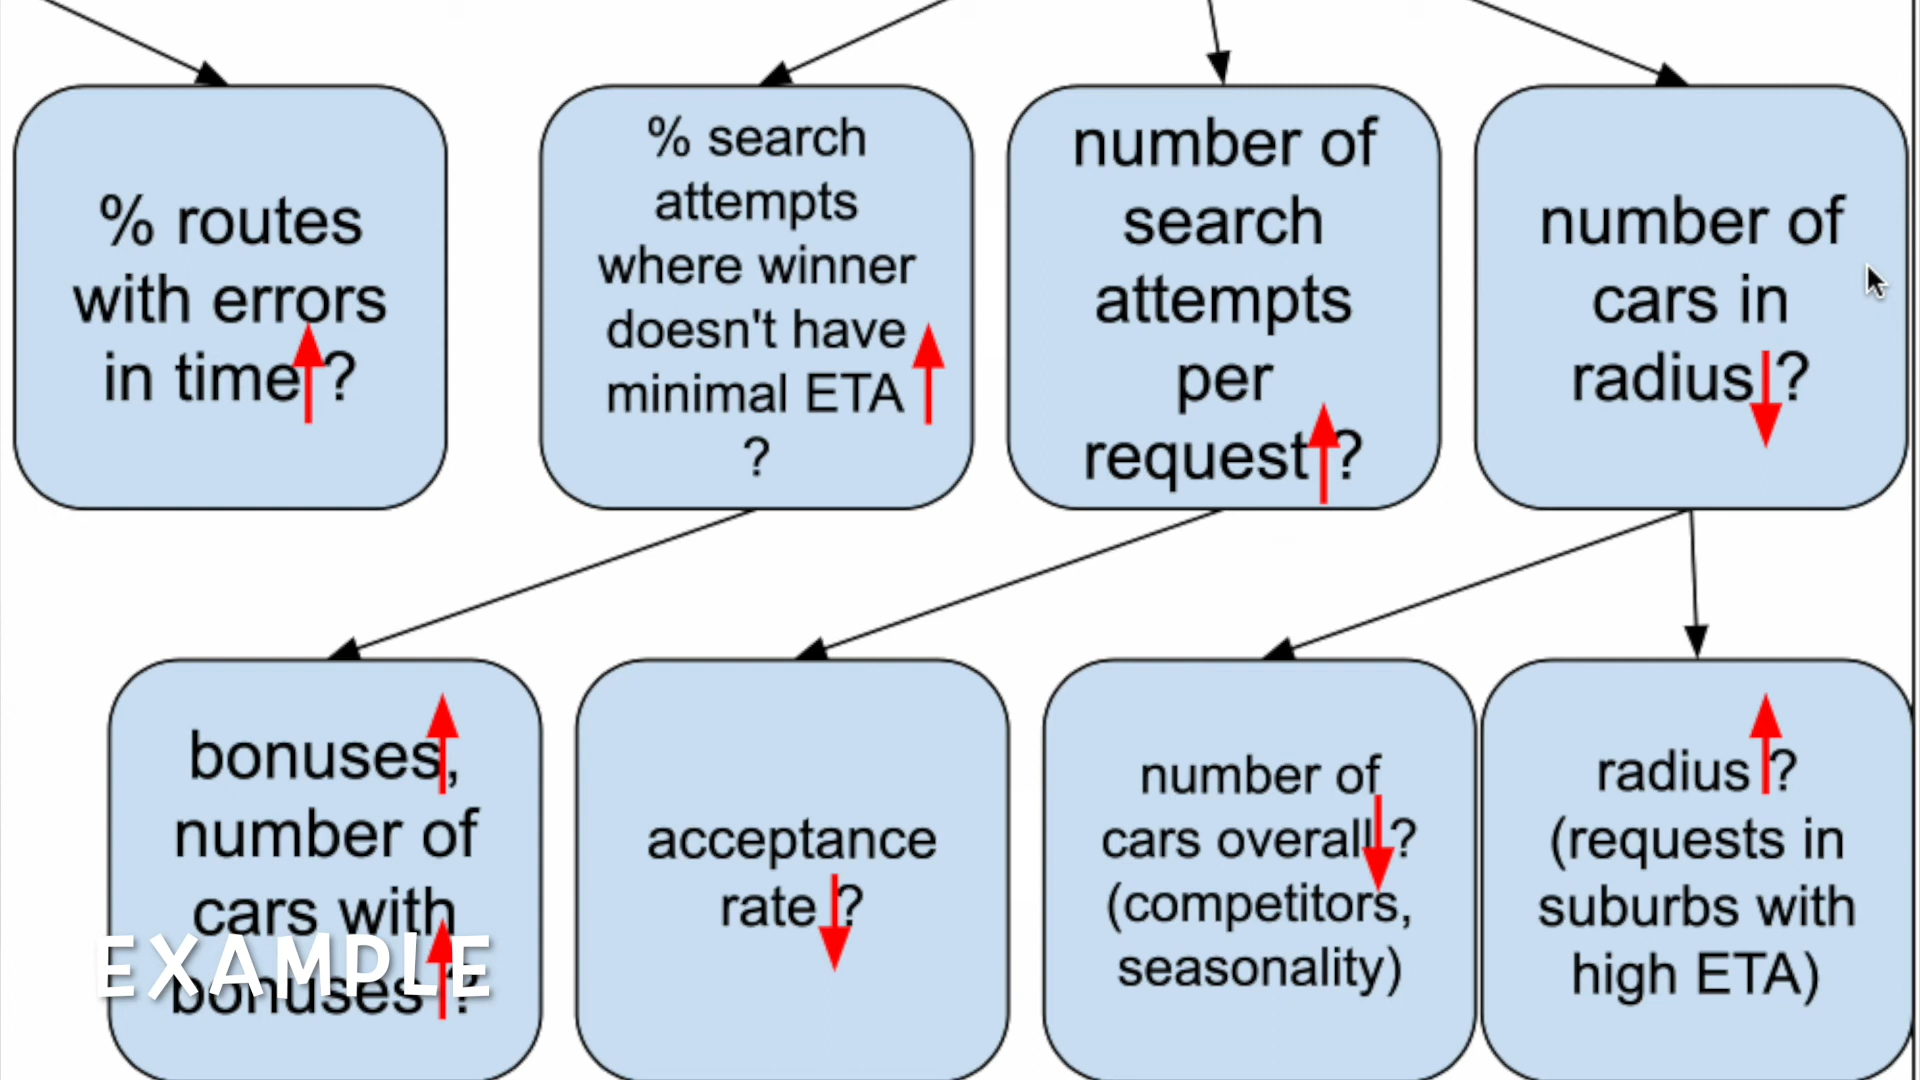 % routes
with errors
in time ?
% search
attempts
where winner
doesn't have
minimal ETA
?
number of
search
attempts
per
request ?
number of
cars in
radius ?
bonuses,
number of
cars with
bonuses ?
EXAMPLE
acceptance
rate ?
number of
cars overall ?
(competitors,
seasonality)
radius ?
(requests in
suburbs with
high ETA)